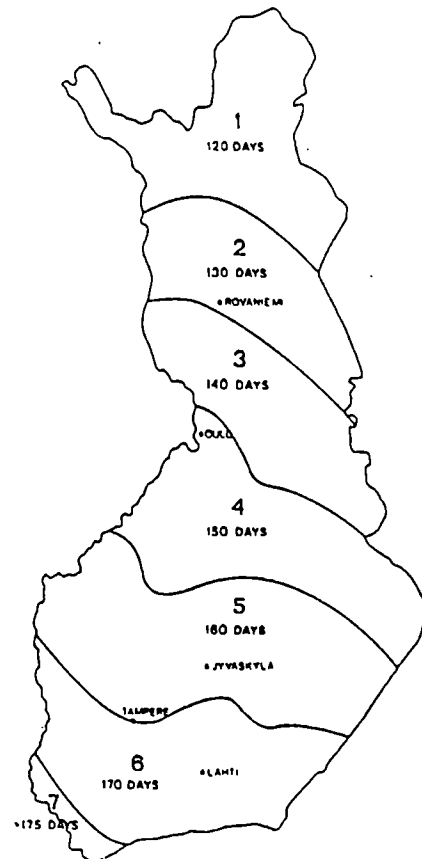 1
120 DAYS
2
130 DAYS
ROVANIEMI
3
140 DAYS
OULU
4
150 DAYS
5
160 DAYS
JYVASKYLA
TAMPERE
6
170 DAYS
LAHTI
7
175 DAYS